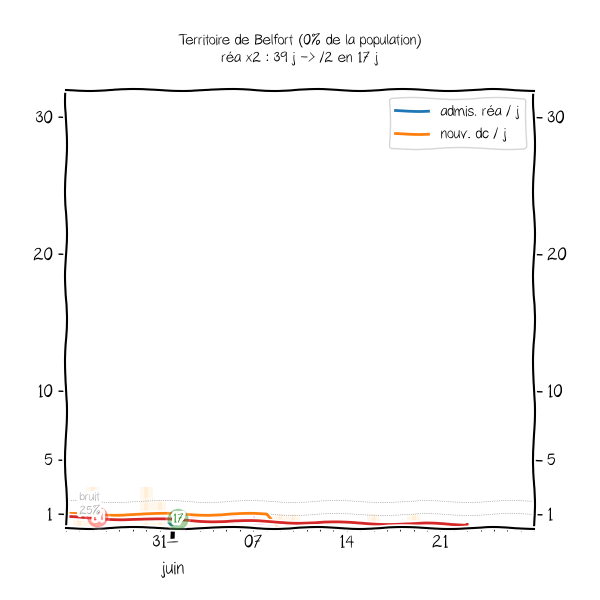 Territoire de Belfort (0% de la population)
réa x2 : 39 j -> /2 en 17 j
admis. réa / j
nouv. dc / j
30
30
20
20
10
10
5
5
bruit
25%
1
17
1
31
07
14
21
juin